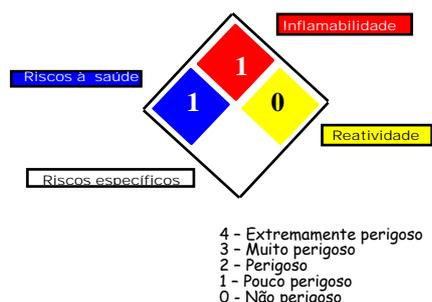 Inflamabilidade
1
Riscos à saúde
1
0
Reatividade
Riscos específicos
4 - Extremamente perigoso
3 - Muito perigoso
2 - Perigoso
1 - Pouco perigoso
0 - Não perigoso